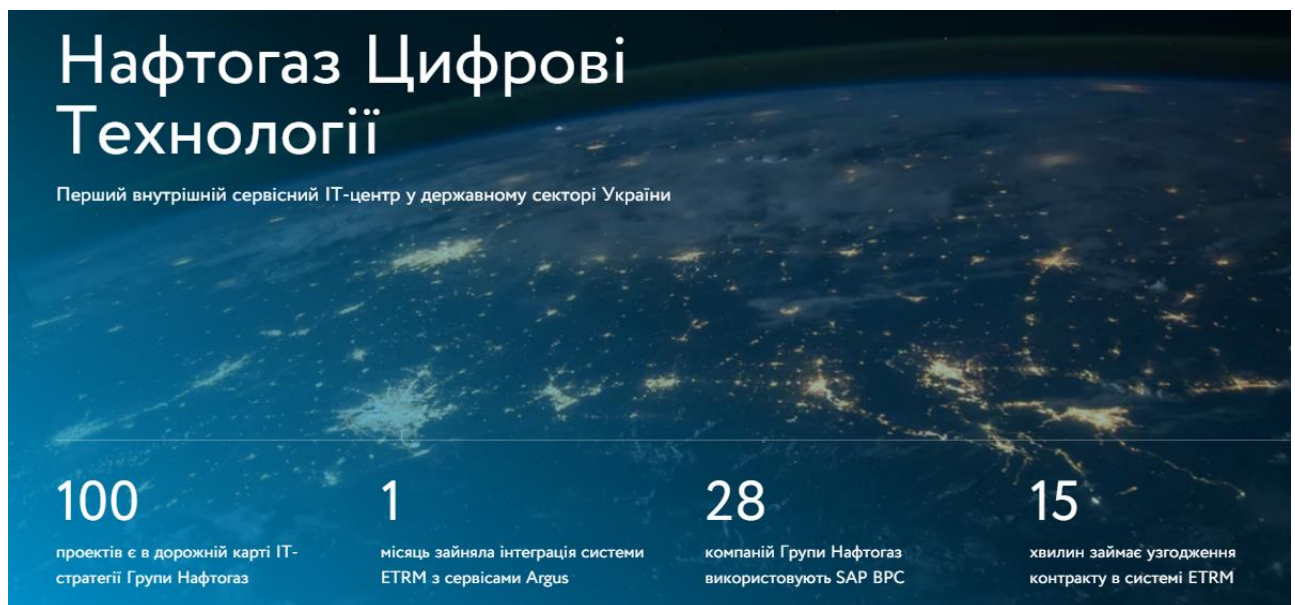 Нафтогаз Цифрові
Технології
Перший внутрішній сервісний ІТ-центр у державному секторі України
100
проектів є в дорожній карті ІТ-
стратегії Групи Нафтогаз
1
місяць зайняла інтеграція системи
ETRM з сервісами Argus
28
компаній Групи Нафтогаз
використовують SAP BPC
15
хвилин займає узгодження
контракту в системі ETRM